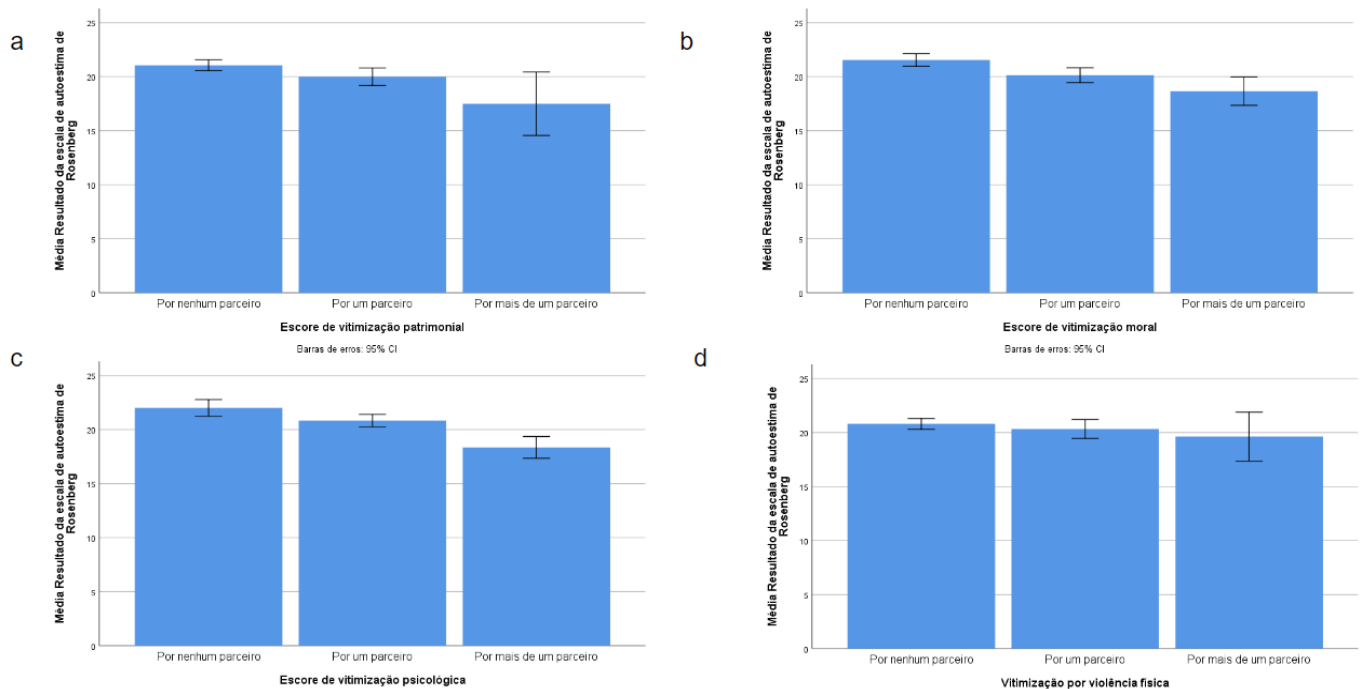 a
Média Resultado da escala de autoestima de
Rosenberg
25
20
15
10
5
0
Por nenhum parceiro
Por um parceiro
Por mais de um parceiro
Escore de vitimização patrimonial
Barras de erros: 95% CI
b
Média Resultado da escala de autoestima de
Rosenberg
25
20
15
10
5
0
Por nenhum parceiro
Por um parceiro
Por mais de um parceiro
Escore de vitimização moral
Barras de erros: 95% CI
c
Média Resultado da escala de autoestima de
Rosenberg
25
20
15
10
5
0
Por nenhum parceiro
Por um parceiro
Por mais de um parceiro
Escore de vitimização psicológica
d
Média Resultado da escala de autoestima de
Rosenberg
25
20
15
10
5
0
Por nenhum parceiro
Por um parceiro
Por mais de um parceiro
Vitimização por violência física